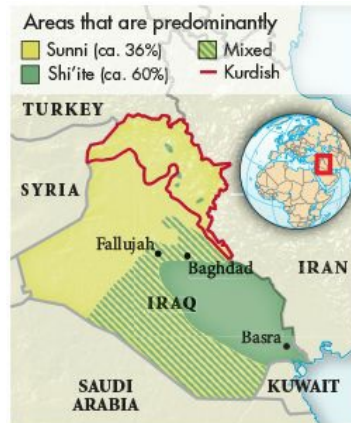 Areas that are predominantly
Sunni (ca. 36%)
Mixed
Shi'ite (ca. 60%)
Kurdish
TURKEY
SYRIA
Fallujah
Baghdad
IRAN
IRAQ
Basra
SAUDI
ARABIA
KUWAIT